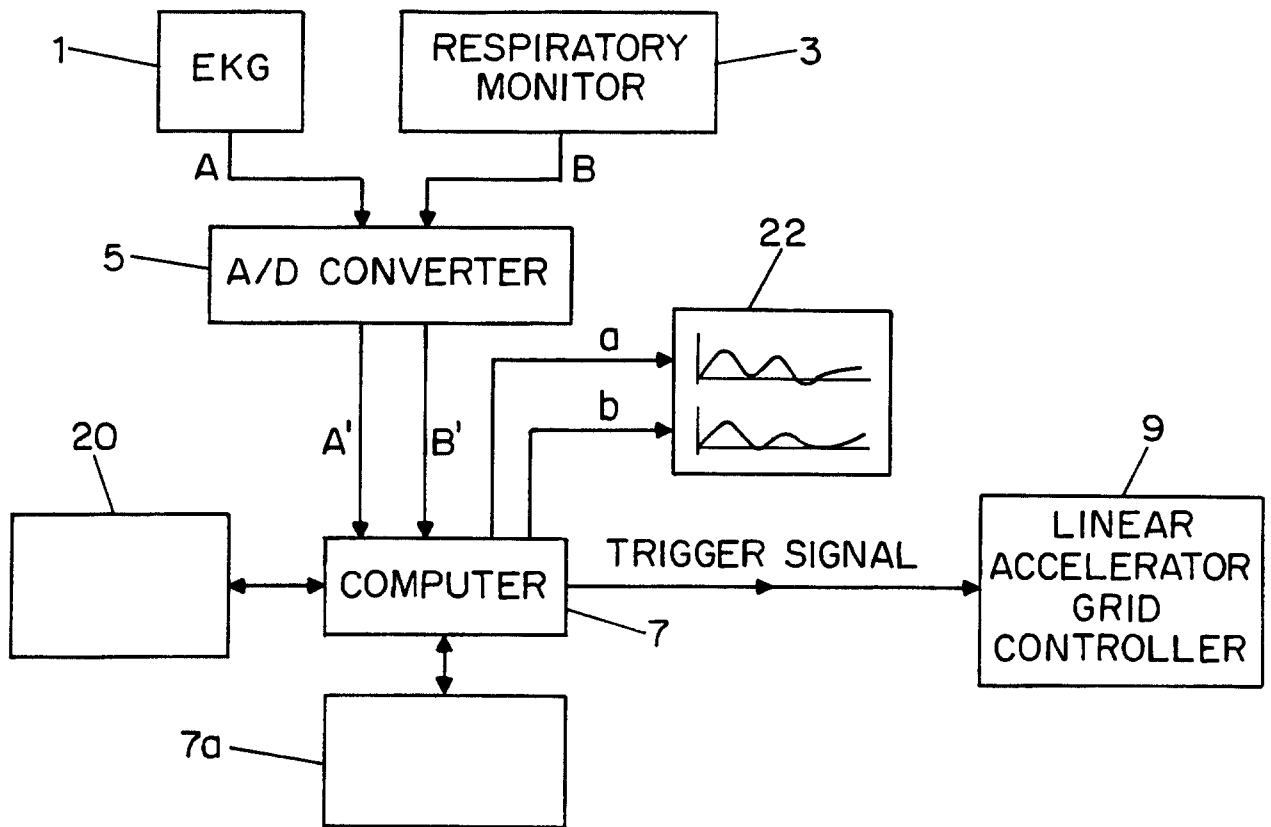 1
EKG
RESPIRATORY
MONITOR
3
A
B
5
A/D CONVERTER
22
a
b
A'
B'
20
9
COMPUTER
7
TRIGGER SIGNAL
LINEAR
ACCELERATOR
GRID
CONTROLLER
7a